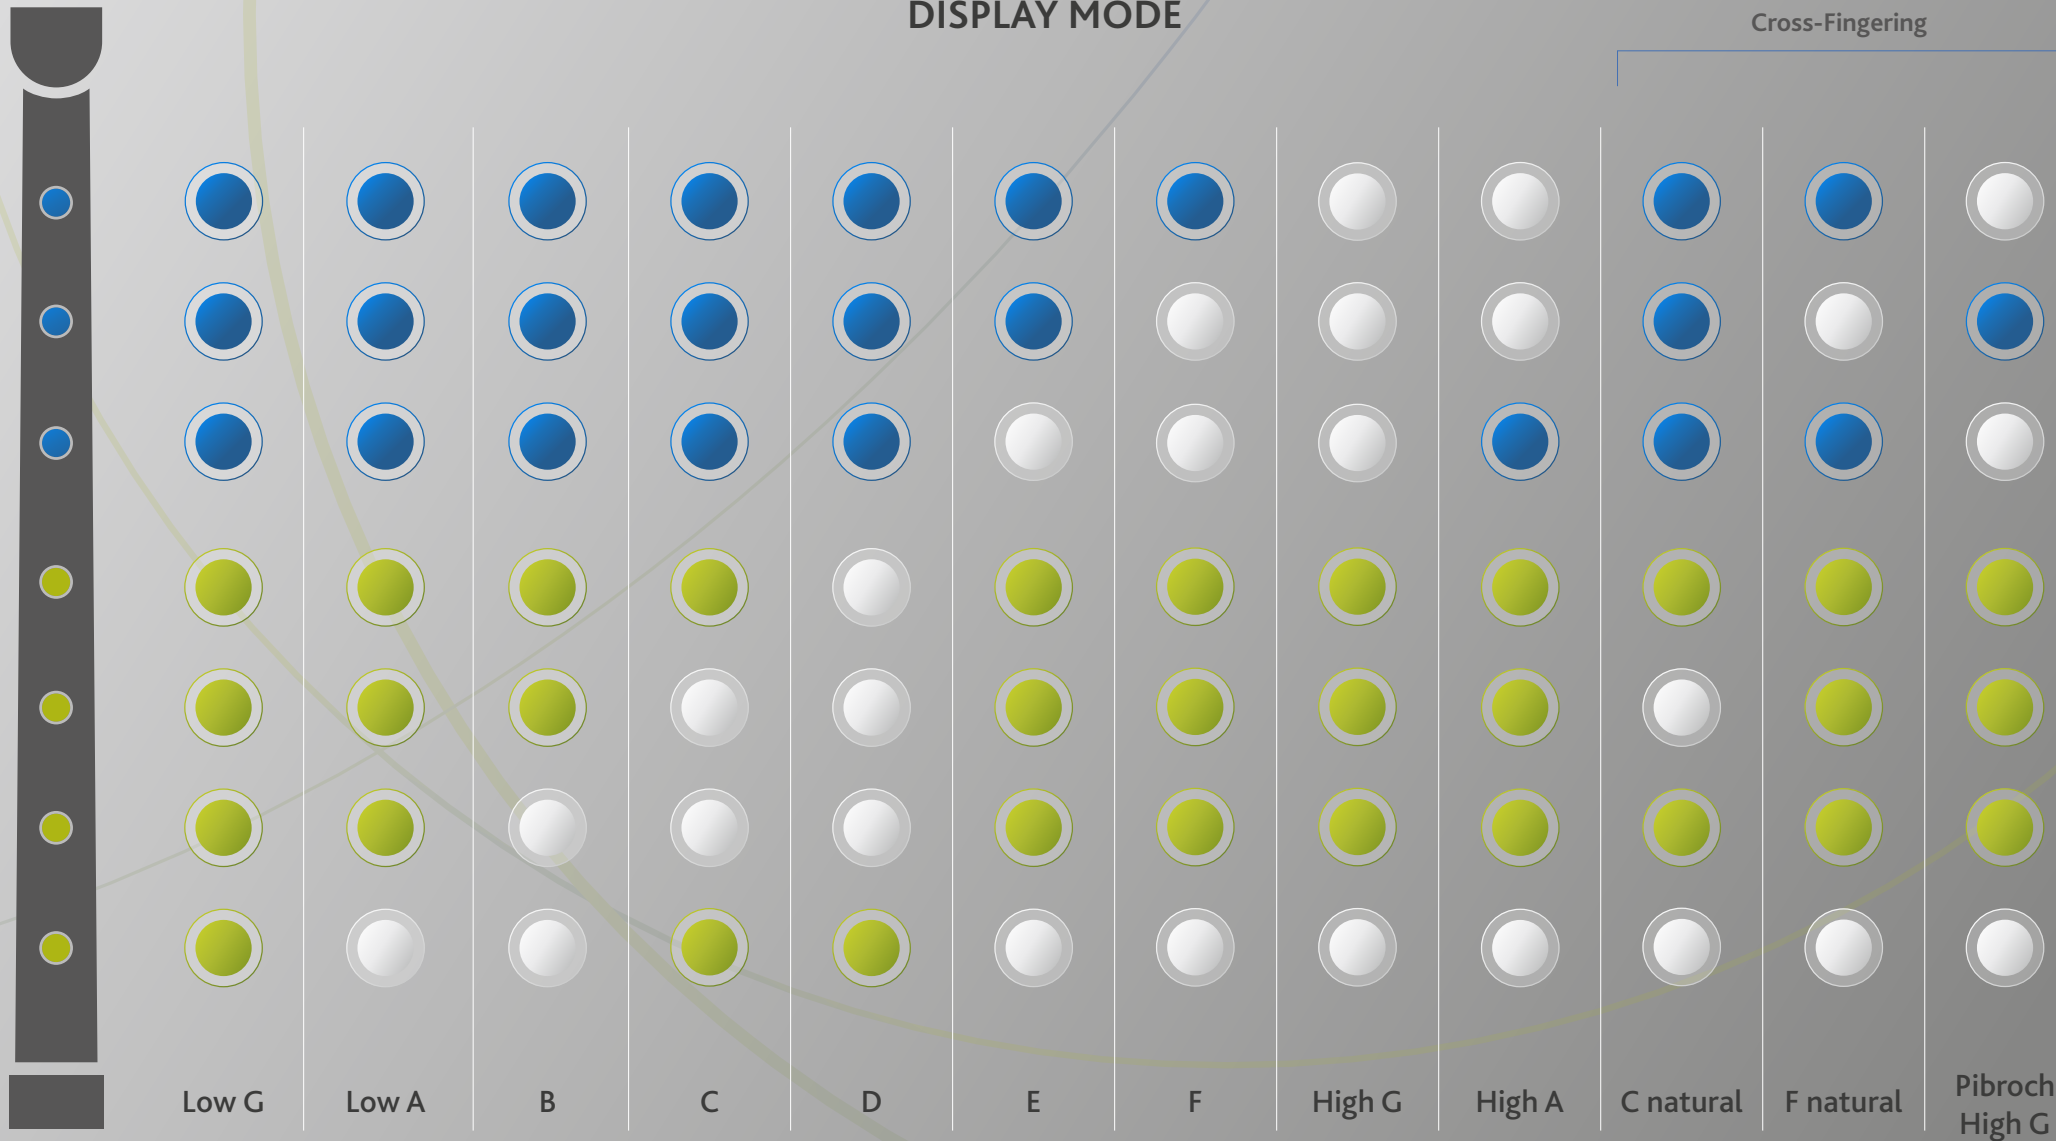 DISPLAY MODE
Cross-Fingering
Low G
Low A
B
C
D
E
F
High G
High A
C natural
F natural
Pibroch
High G